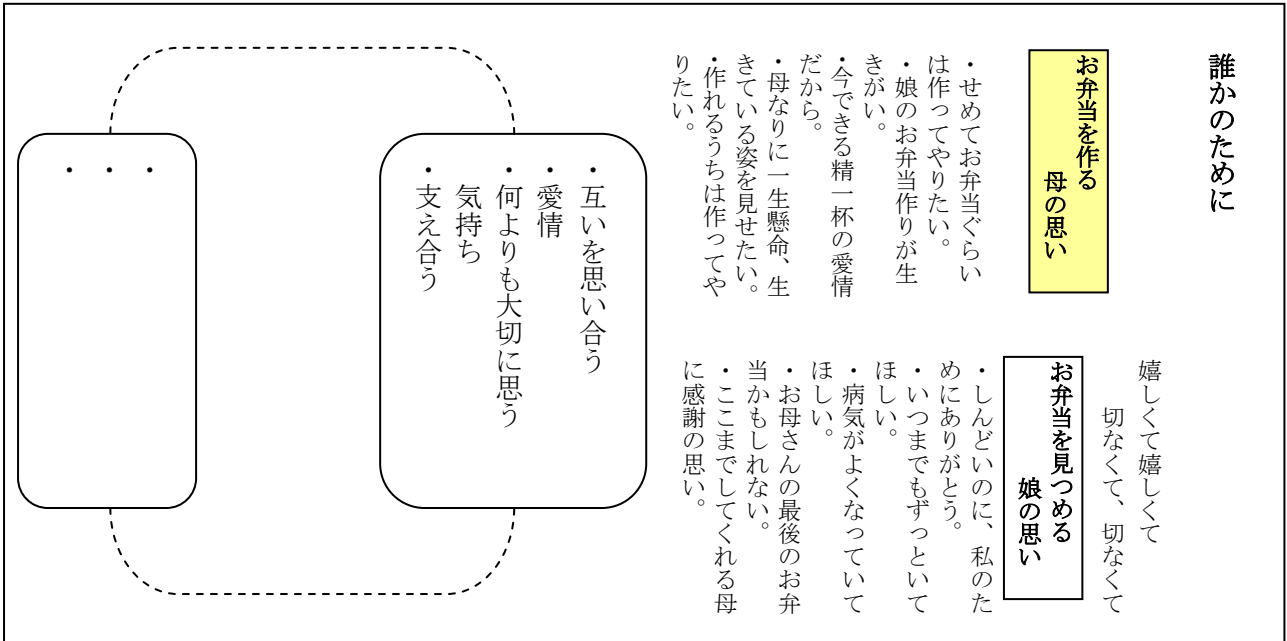 誰かのために
お弁当を作る
母の思い
・せめてお弁当ぐらい
は作ってやりたい。
・娘のお弁当作りが生
きがい。
・今できる精一杯の愛情
だから。
・母なりに一生懸命、生
きている姿を見せたい。
・作れるうちは作ってや
りたい。
嬉しくて嬉しくて
切なくて、切なくて
お弁当を見つめる
娘の思い
・しんどいのに、私のた
めにありがとう。
・いつまでもずっといて
ほしい。
・病気がよくなっていて
ほしい。
・お母さんの最後のお弁
当かもしれない。
・ここまでしてくれる母
に感謝の思い。
・互いを思い合う
・愛情
・何よりも大切に思う
気持ち
・支え合う
・
・
・